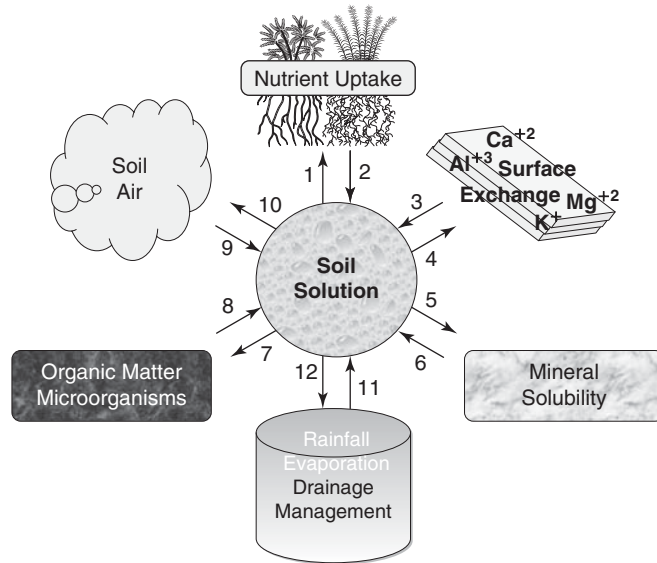 Nutrient Uptake
Soil
Air
Ca+2
Al+3 Surface
Exchange Mg+2
K+
1
2
3
4
5
6
7
8
9
10
11
12
Soil
Solution
Organic Matter
Microorganisms
Mineral
Solubility
Rainfall
Evaporation
Drainage
Management